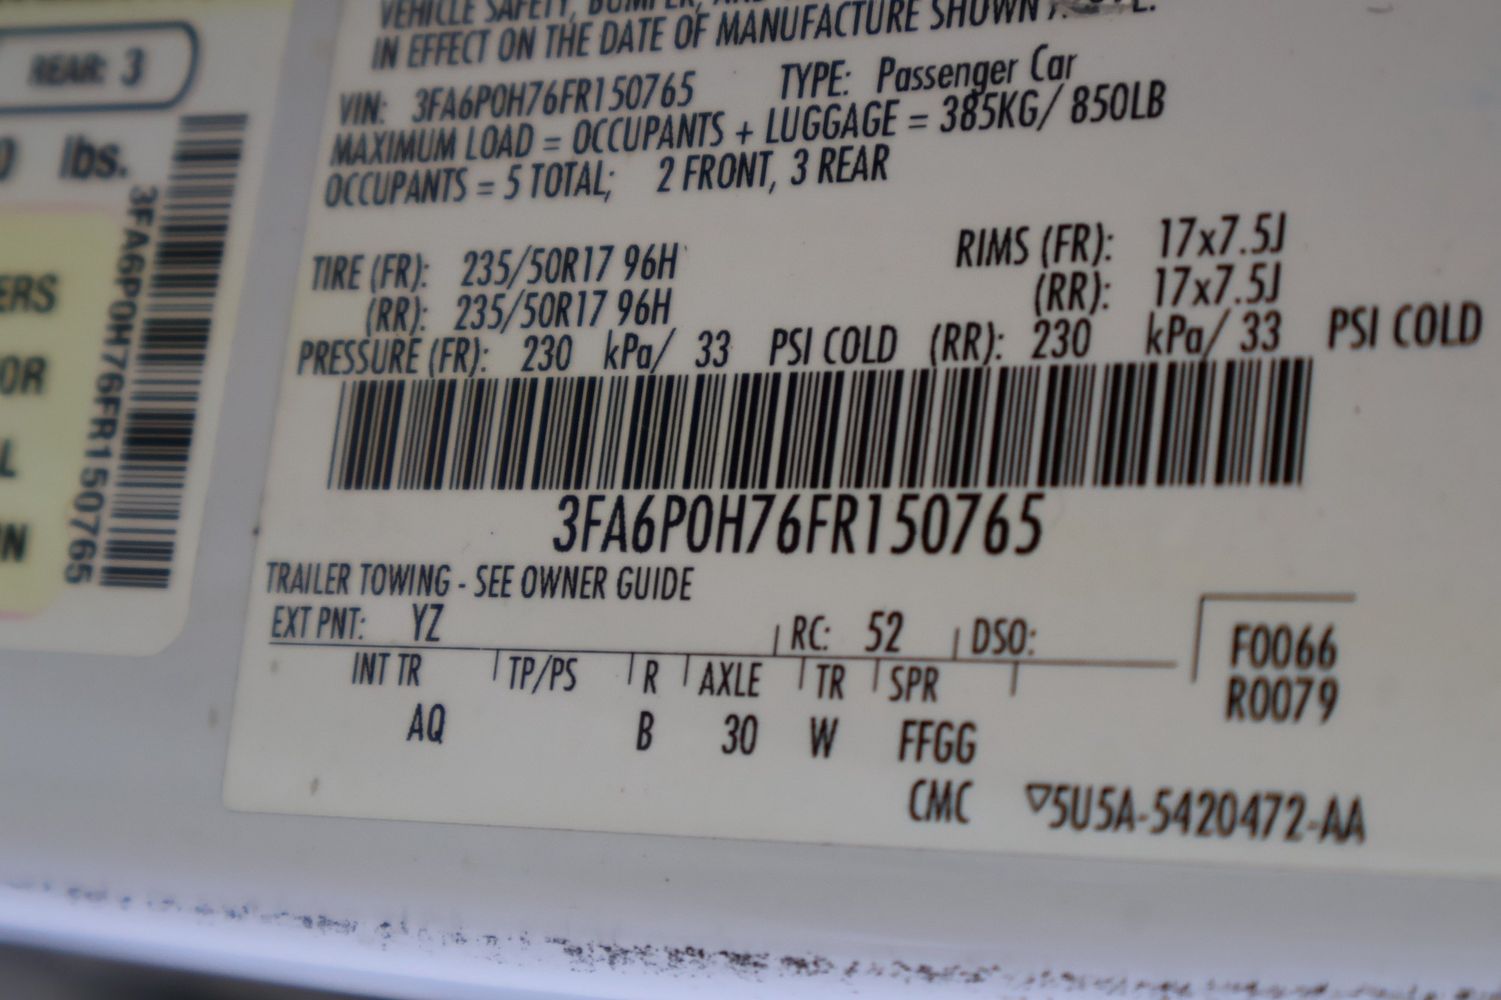 REAR: 3
lbs.
3FA6P0H76FR150765
VEHICLE SAFETY, BUMPER,
IN EFFECT ON THE DATE OF MANUFACTURE SHOWN
VIN: 3FA6P0H76FR150765 TYPE: Passenger Car
MAXIMUM LOAD = OCCUPANTS + LUGGAGE = 385KG/ 850LB
OCCUPANTS = 5 TOTAL; 2 FRONT, 3 REAR
TIRE (FR): 235/50R17 96H RIMS (FR): 17x7.5J
(RR): 235/50R17 96H (RR): 17x7.5J
PRESSURE (FR): 230 kPa/ 33 PSI COLD (RR): 230 kPa/ 33 PSI COLD
3FA6P0H76FR150765
TRAILER TOWING - SEE OWNER GUIDE
EXT PNT: YZ RC: 52 DSO:
INT TR TP/PS R AXLE TR SPR
AQ B 30 W FFGG
F0066
R0079
CMC ▽5U5A-5420472-AA